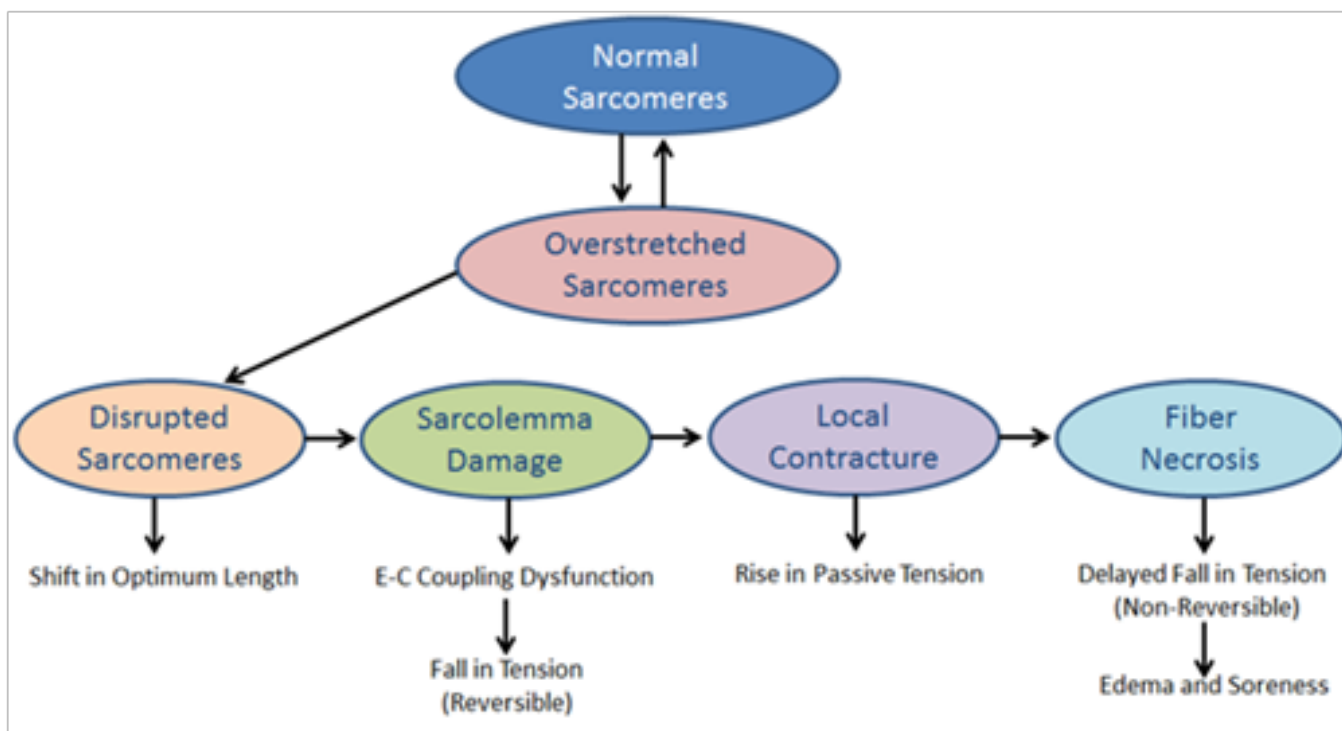 Normal
Sarcomeres
Overstretched
Sarcomeres
Disrupted
Sarcomeres
Sarcolemma
Damage
Local
Contracture
Fiber
Necrosis
Shift in Optimum Length
E-C Coupling Dysfunction
Rise in Passive Tension
Delayed Fall in Tension
(Non-Reversible)
Fall in Tension
(Reversible)
Edema and Soreness